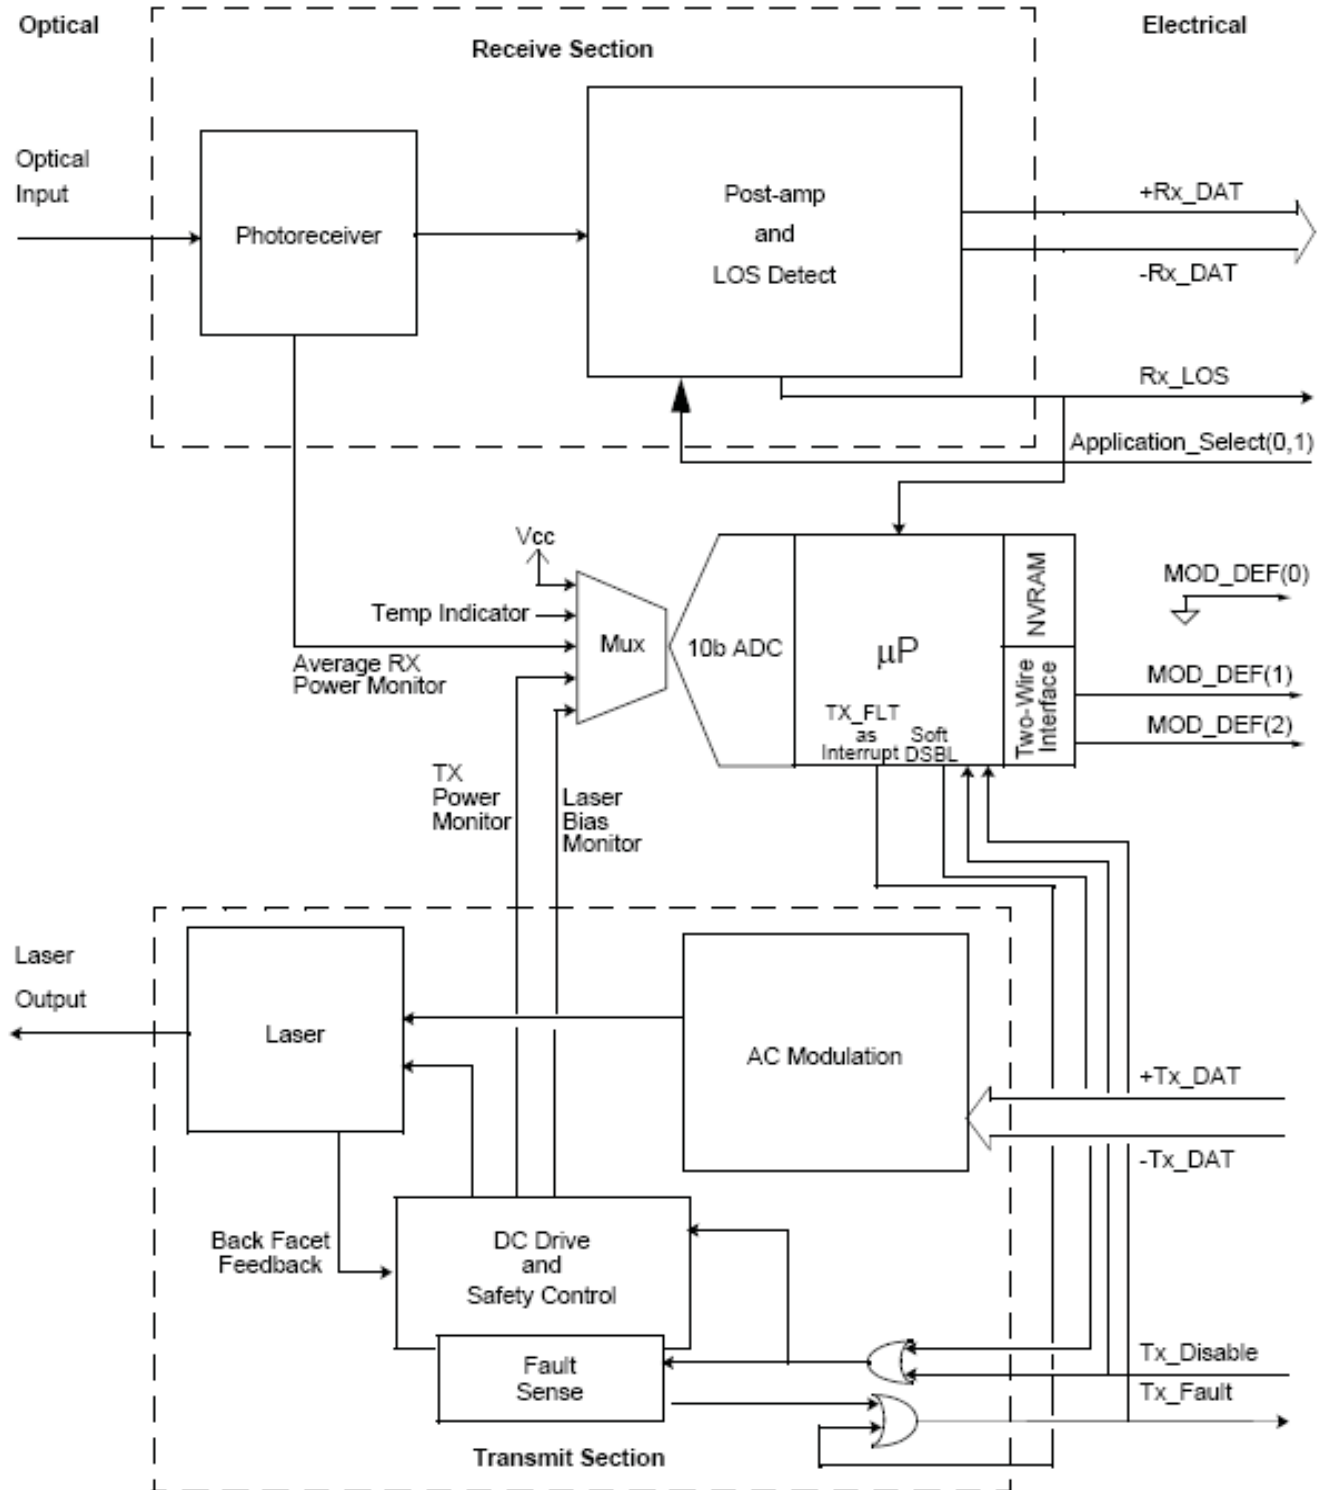 Optical
Electrical
Receive Section
Optical
Input
Photoreceiver
Post-amp
and
LOS Detect
+Rx_DAT
-Rx_DAT
Rx_LOS
Application_Select(0,1)
Vcc
Temp Indicator
Average RX
Power Monitor
Mux
10b ADC
μP
NVRAM
Two-Wire
Interface
TX_FLT
as
Interrupt
Soft
DSBL
MOD_DEF(0)
MOD_DEF(1)
MOD_DEF(2)
TX
Power
Monitor
Laser
Bias
Monitor
Laser
Output
Laser
AC Modulation
+Tx_DAT
-Tx_DAT
Back Facet
Feedback
DC Drive
and
Safety Control
Fault
Sense
Tx_Disable
Tx_Fault
Transmit Section